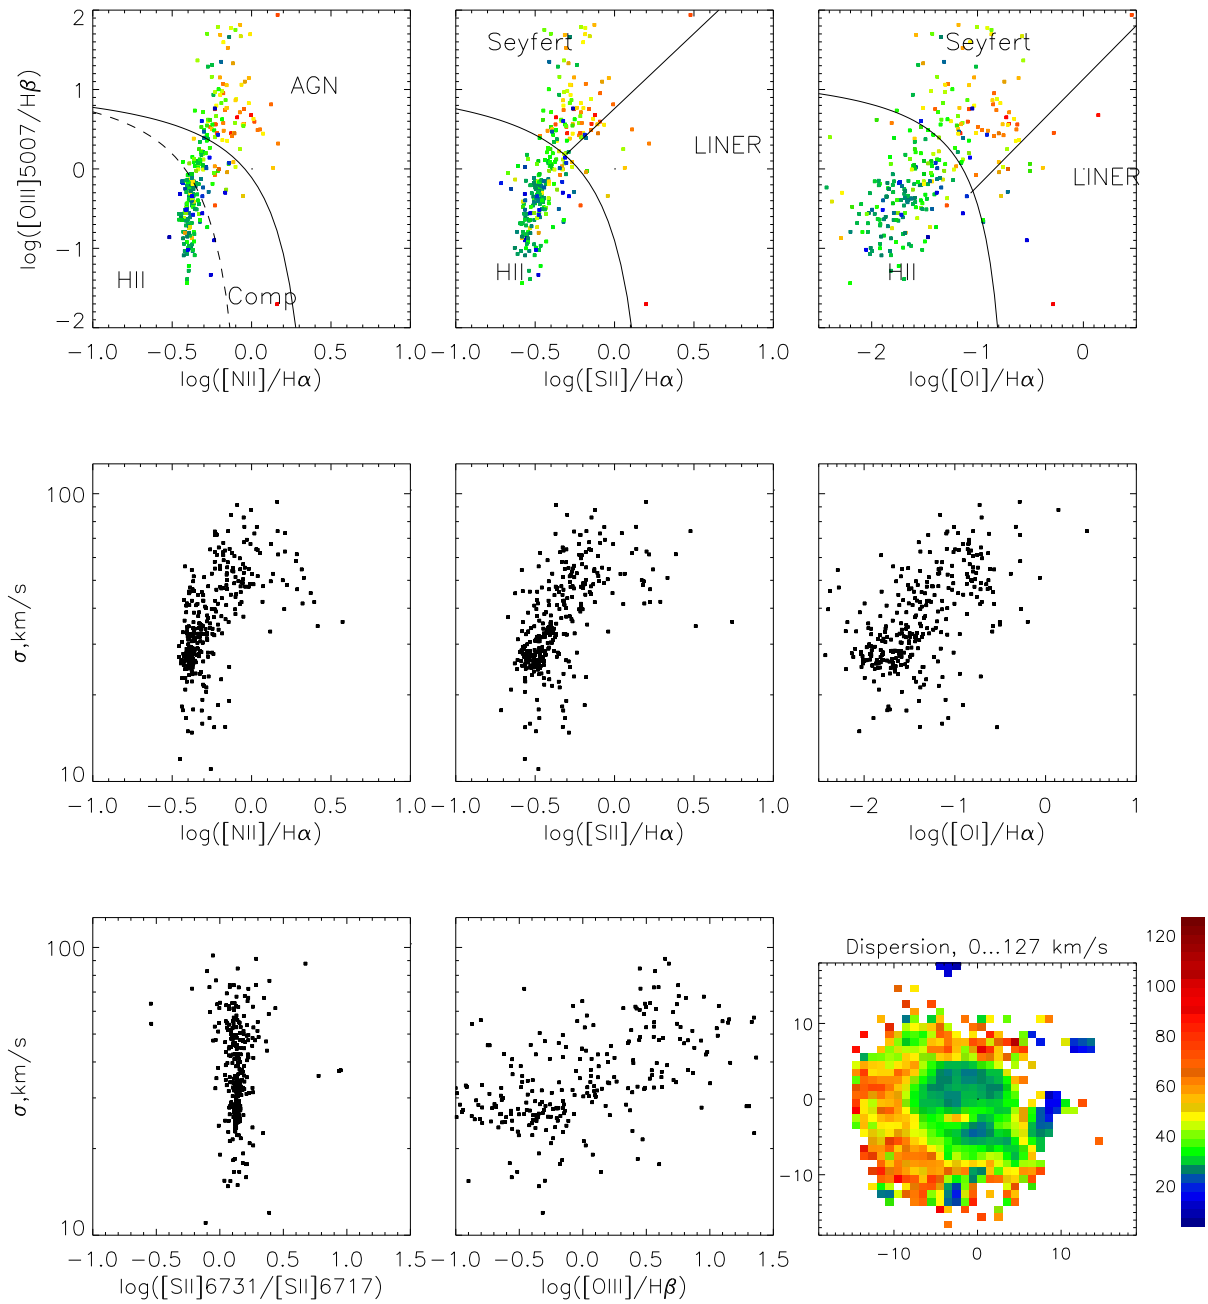 2
1
0
−1
−2
log([OIII]5007/Hβ)
AGN
HII
Comp
−1.0 −0.5 0.0 0.5 1.0
log([NII]/Hα)
Seyfert
LINER
HII
−1.0 −0.5 0.0 0.5 1.0
log([SII]/Hα)
Seyfert
LINER
HII
−2 −1 0
log([OI]/Hα)
100
10
σ,km/s
−1.0 −0.5 0.0 0.5 1.0
log([NII]/Hα)
−1.0 −0.5 0.0 0.5 1.0
log([SII]/Hα)
−2 −1 0 1
log([OI]/Hα)
100
10
σ,km/s
−1.0 −0.5 0.0 0.5 1.0 1.5
log([SII]6731/[SII]6717)
−1.0 −0.5 0.0 0.5 1.0 1.5
log([OIII]/Hβ)
Dispersion, 0...127 km/s
10
0
−10
−10 0 10
120
100
80
60
40
20